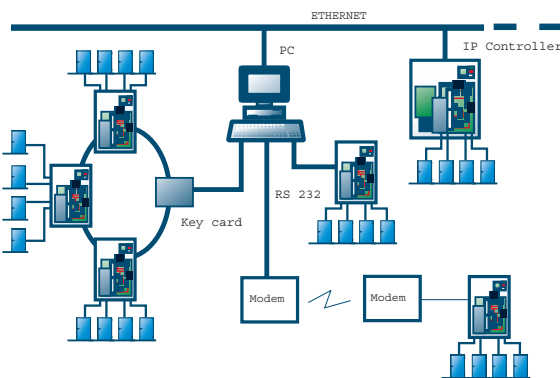 ETHERNET
PC
IP Controller
RS 232
Key card
Modem
Modem